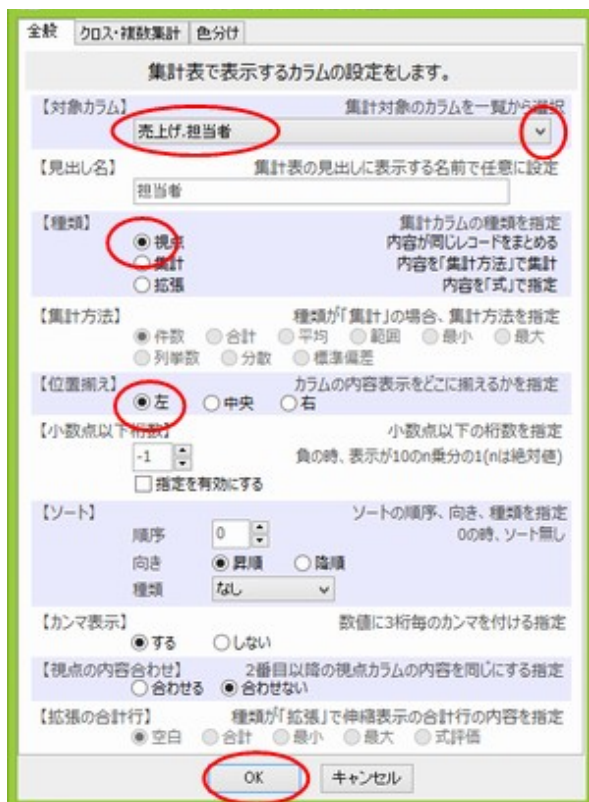 全般 クロス・複数集計 色分け
集計表で表示するカラムの設定をします。
【対象カラム】 集計対象のカラムを一覧から選択
売上げ.担当者
【見出し名】 集計表の見出しに表示する名前で任意に設定
担当者
【種類】 集計カラムの種類を指定
視点 内容が同じレコードをまとめる
集計 内容を「集計方法」で集計
拡張 内容を「式」で指定
【集計方法】 種類が「集計」の場合、集計方法を指定
件数 合計 平均 範囲 最小 最大
列挙数 分散 標準偏差
【位置揃え】 カラムの内容表示をどこに揃えるかを指定
左 中央 右
【小数点以下桁数】 小数点以下の桁数を指定
-1 負の時、表示が10のn乗分の1(nは絶対値)
指定を有効にする
【ソート】 ソートの順序、向き、種類を指定
順序 0 0の時、ソート無し
向き 昇順 降順
種類 なし
【カンマ表示】 数値に3桁毎のカンマを付ける指定
する しない
【視点の内容合わせ】 2番目以降の視点カラムの内容を同じにする指定
合わせる 合わせない
【拡張の合計行】 種類が「拡張」で伸縮表示の合計行の内容を指定
空白 合計 最小 最大 式評価
OK キャンセル